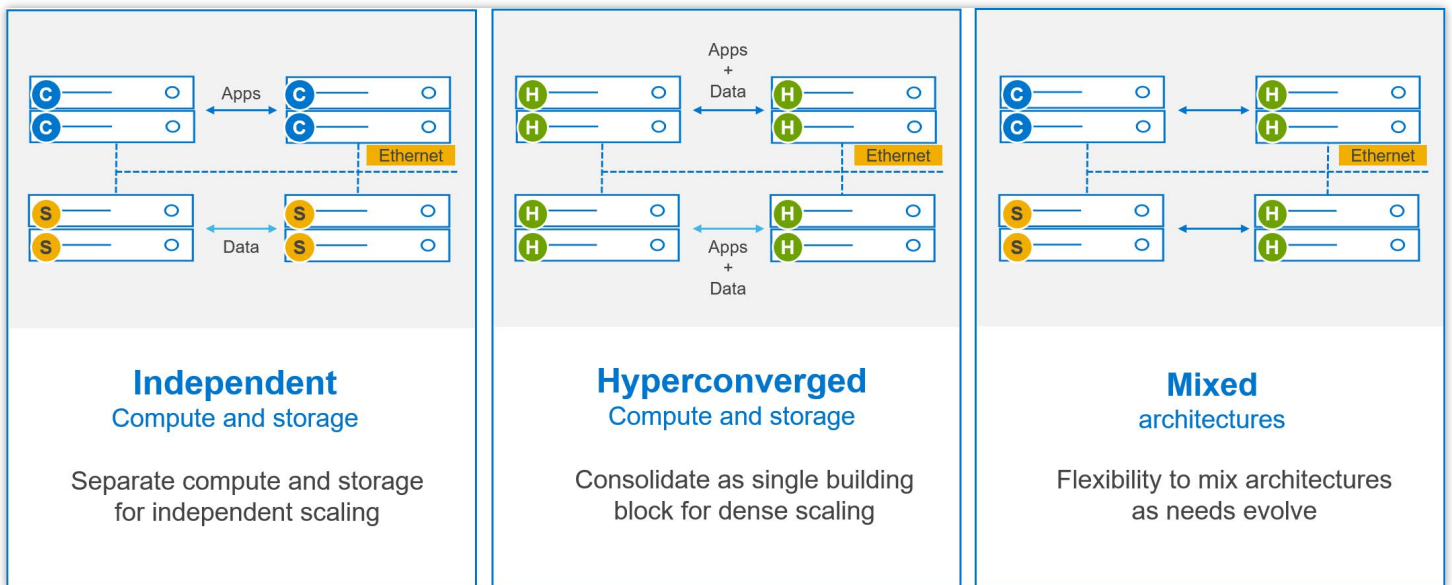 C
Apps
C
C
C
Ethernet
S
S
S
Data
S
Independent
Compute and storage
Separate compute and storage
for independent scaling
Apps
+
Data
H
H
H
H
Ethernet
H
H
H
H
Apps
+
Data
Hyperconverged
Compute and storage
Consolidate as single building
block for dense scaling
C
H
C
H
Ethernet
S
H
S
H
Mixed
architectures
Flexibility to mix architectures
as needs evolve